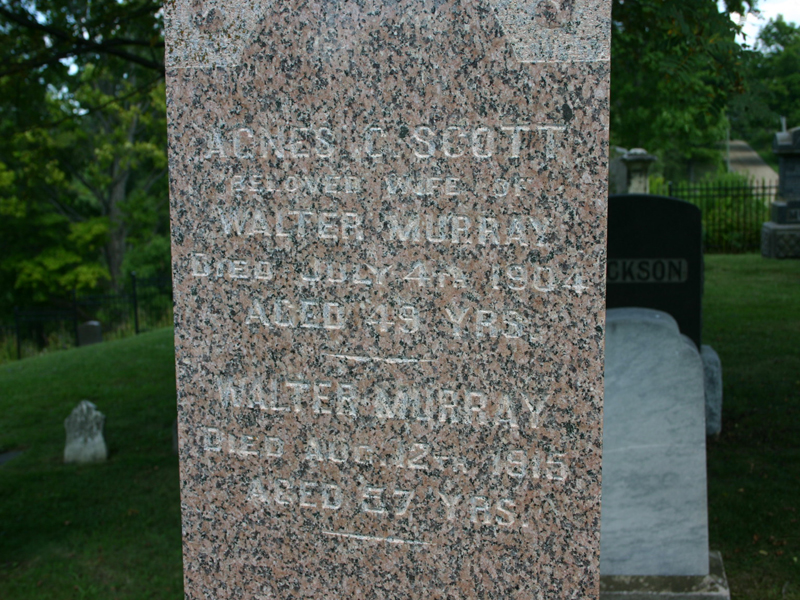 AGNES C. SCOTT
BELOVED WIFE OF
WALTER MURRAY
DIED JULY 4TH 1904
AGED 49 YRS.
WALTER MURRAY
DIED AUG. 12TH 1915
AGED 57 YRS.
CKSON